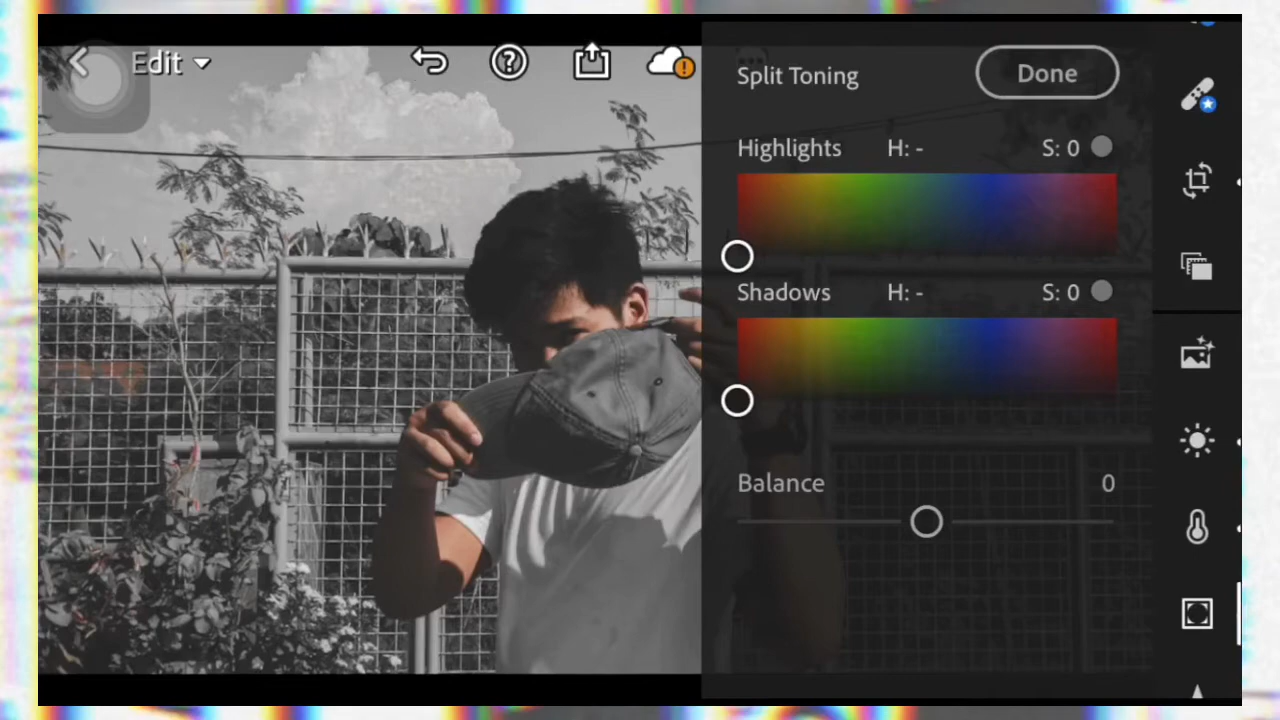 Edit
Split Toning
Done
Highlights H: - S: 0
Shadows H: - S: 0
Balance 0